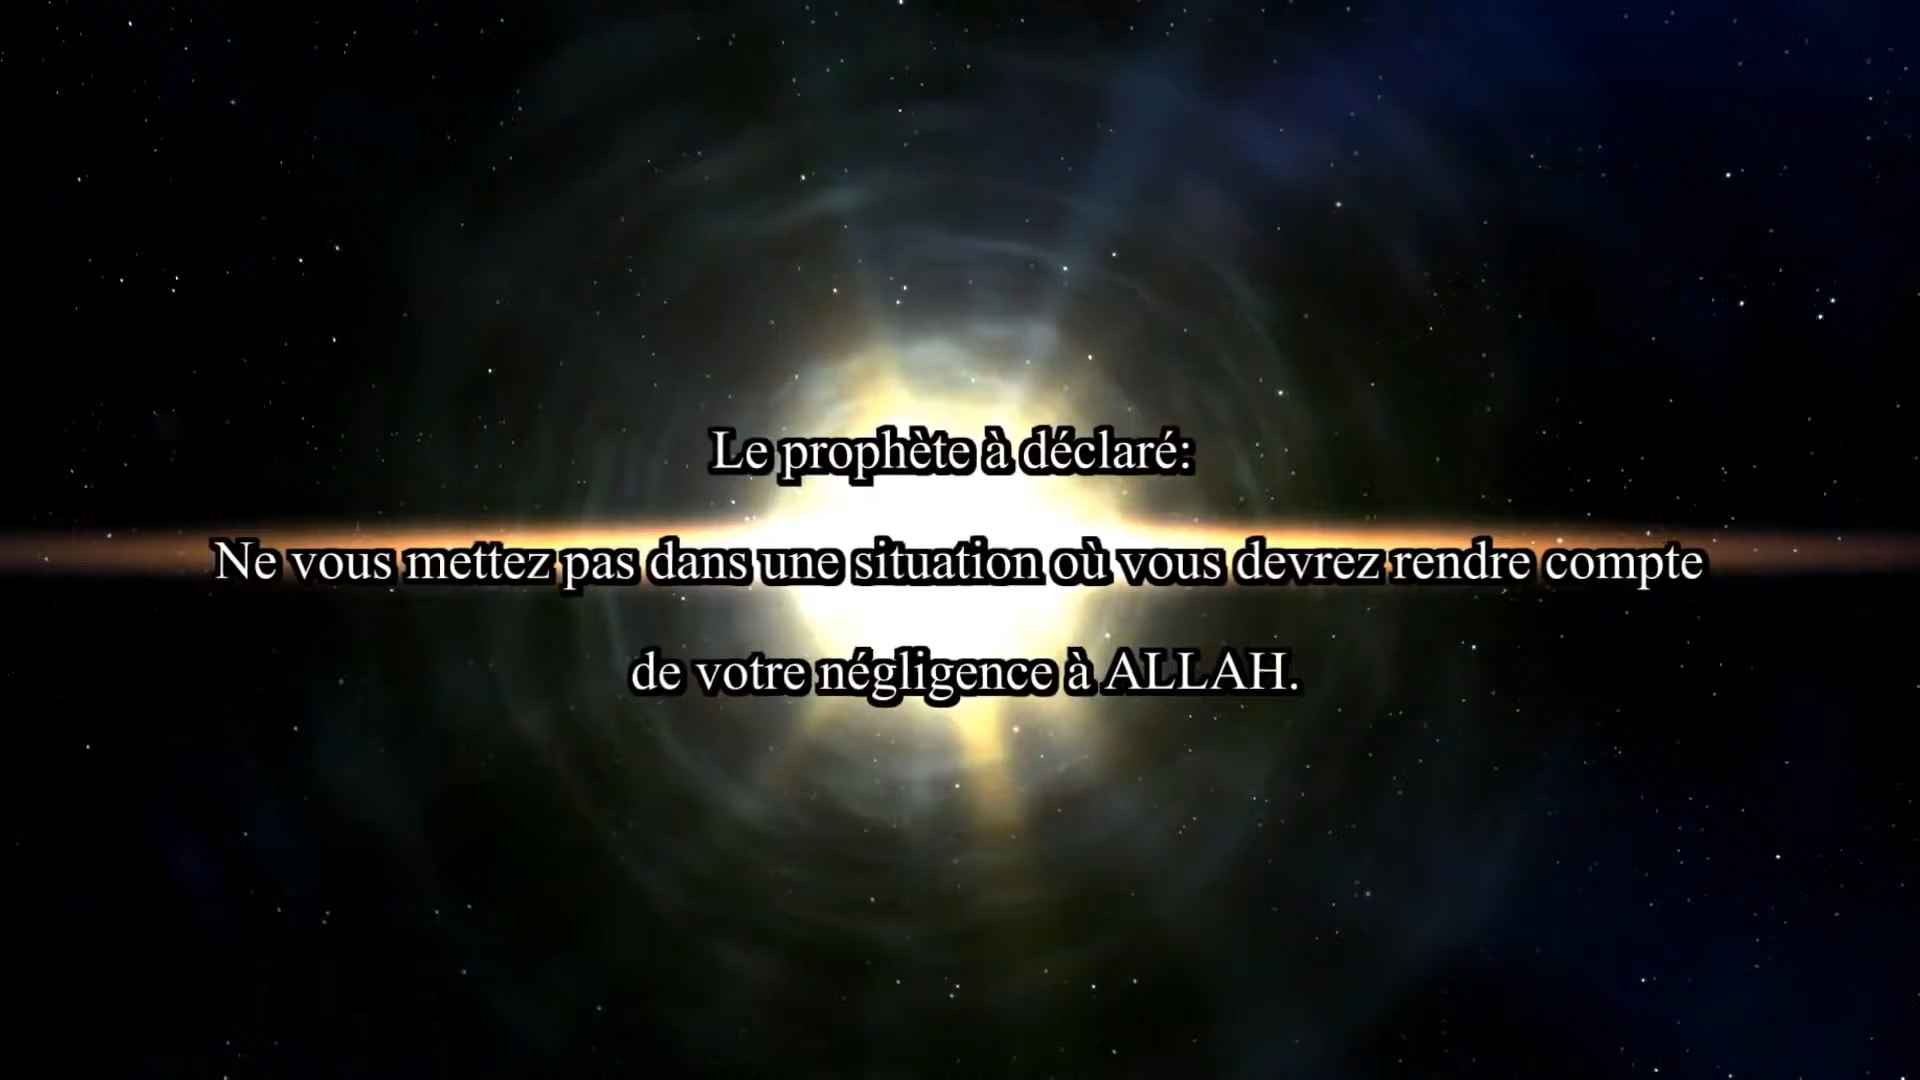 Le prophète à déclaré:
Ne vous mettez pas dans une situation où vous devrez rendre compte
de votre négligence à ALLAH.